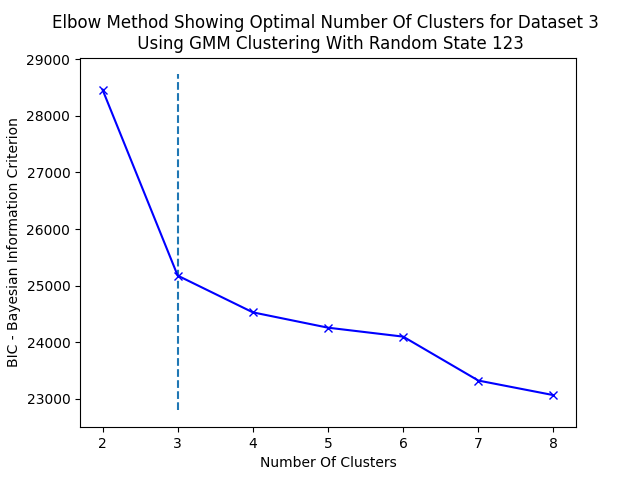 Elbow Method Showing Optimal Number Of Clusters for Dataset 3
Using GMM Clustering With Random State 123
BIC - Bayesian Information Criterion
29000
28000
27000
26000
25000
24000
23000
2 3 4 5 6 7 8
Number Of Clusters